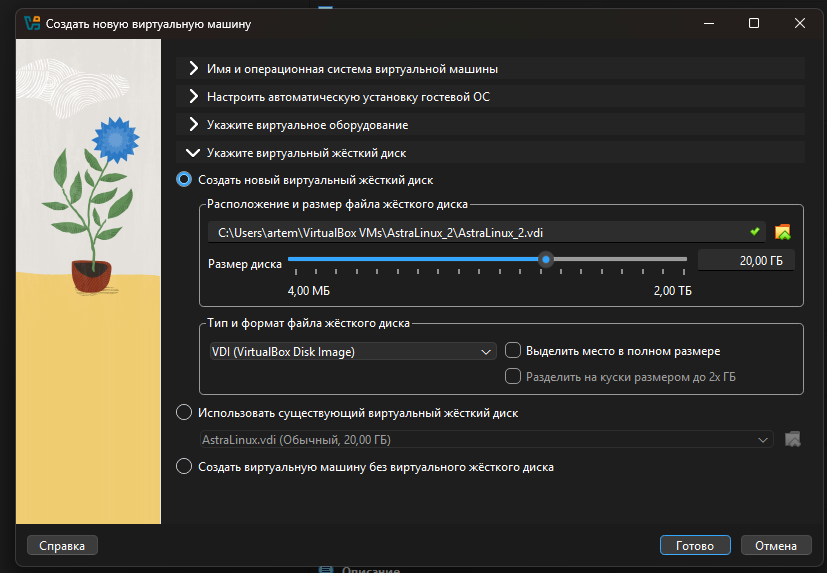 Создать новую виртуальную машину
Имя и операционная система виртуальной машины
Настроить автоматическую установку гостевой ОС
Укажите виртуальное оборудование
Укажите виртуальный жёсткий диск
Создать новый виртуальный жёсткий диск
Расположение и размер файла жёсткого диска
C:\Users\artem\VirtualBox VMs\AstraLinux_2\AstraLinux_2.vdi
Размер диска 20,00 ГБ
4,00 МБ 2,00 ТБ
Тип и формат файла жёсткого диска
VDI (VirtualBox Disk Image) Выделить место в полном размере
Разделить на куски размером до 2х ГБ
Использовать существующий виртуальный жёсткий диск
AstraLinux.vdi (Обычный, 20,00 ГБ)
Создать виртуальную машину без виртуального жёсткого диска
Справка Готово Отмена
Описание